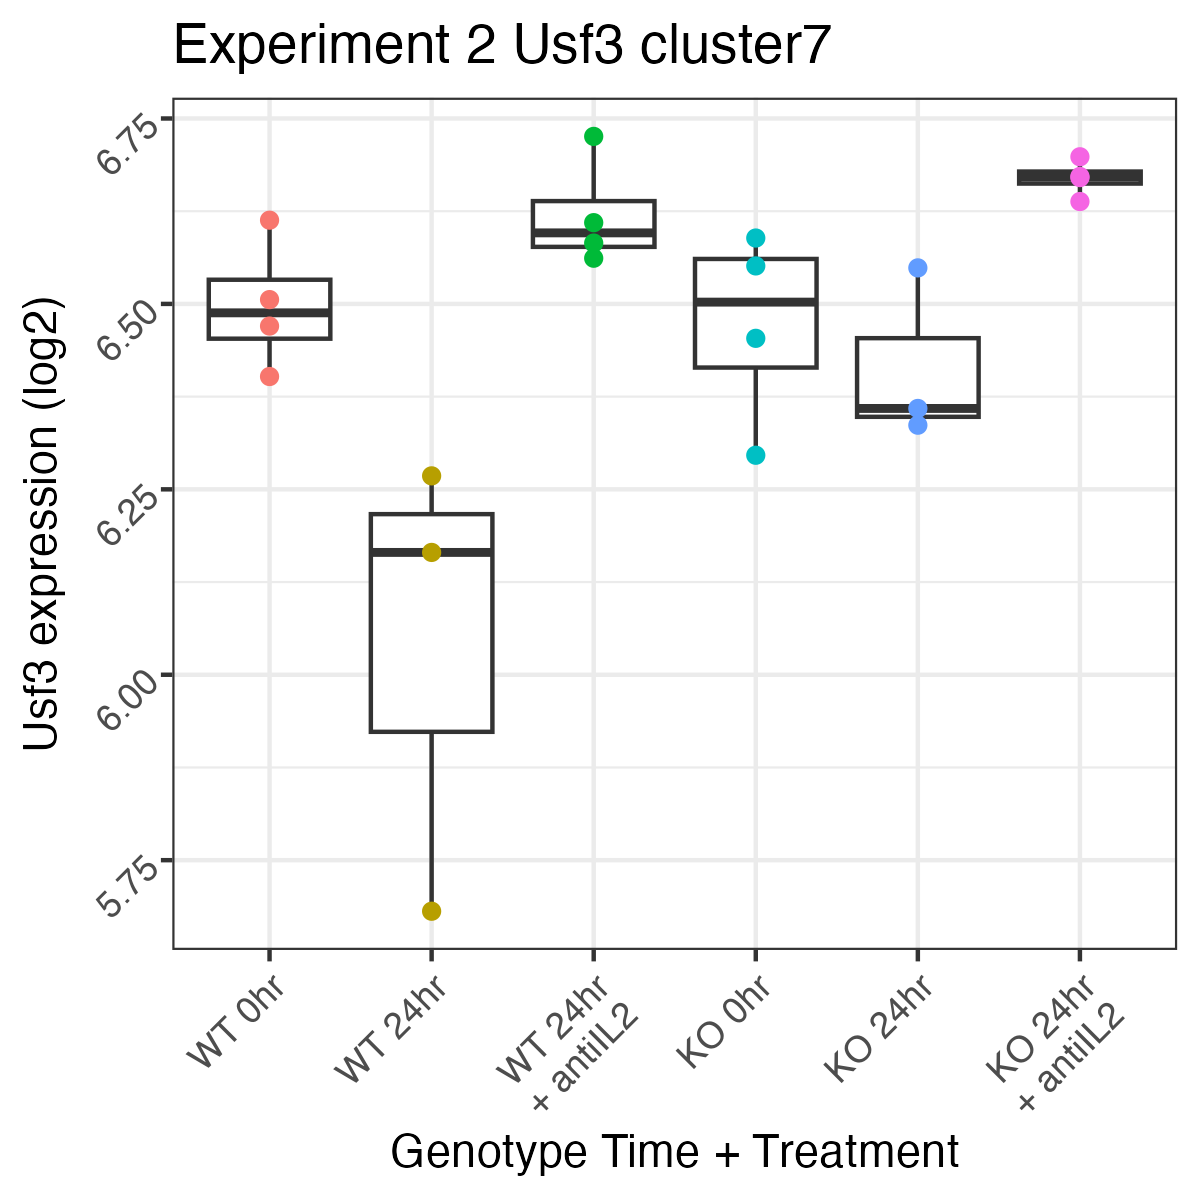 Experiment 2 Usf3 cluster7
Usf3 expression (log2)
6.75
6.50
6.25
6.00
5.75
WT 0hr
WT 24hr
WT 24hr
+ antiIL2
KO 0hr
KO 24hr
KO 24hr
+ antiIL2
Genotype Time + Treatment